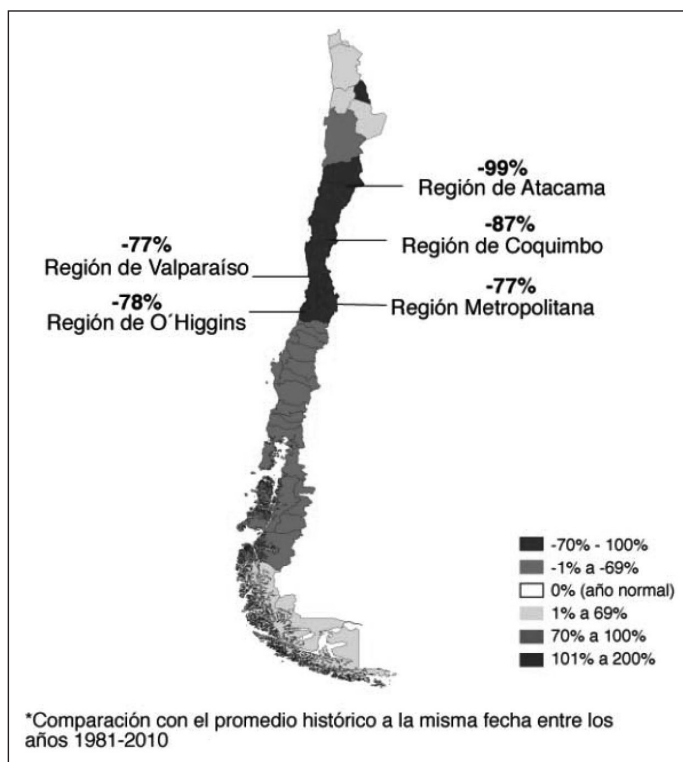 -99%
Región de Atacama
-87%
Región de Coquimbo
-77%
Región de Valparaíso
-77%
Región Metropolitana
-78%
Región de O´Higgins
-70% - 100%
-1% a -69%
0% (año normal)
1% a 69%
70% a 100%
101% a 200%
*Comparación con el promedio histórico a la misma fecha entre los
años 1981-2010